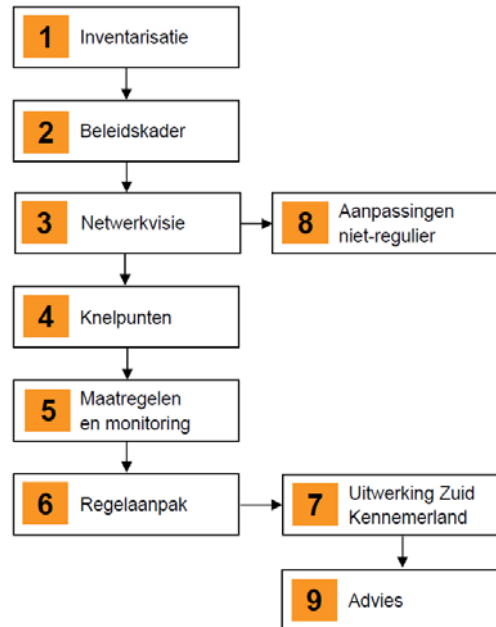 1 Inventarisatie
2 Beleidskader
3 Netwerkvisie
8 Aanpassingen
niet-regulier
4 Knelpunten
5 Maatregelen
en monitoring
6 Regelaanpak
7 Uitwerking Zuid
Kennemerland
9 Advies